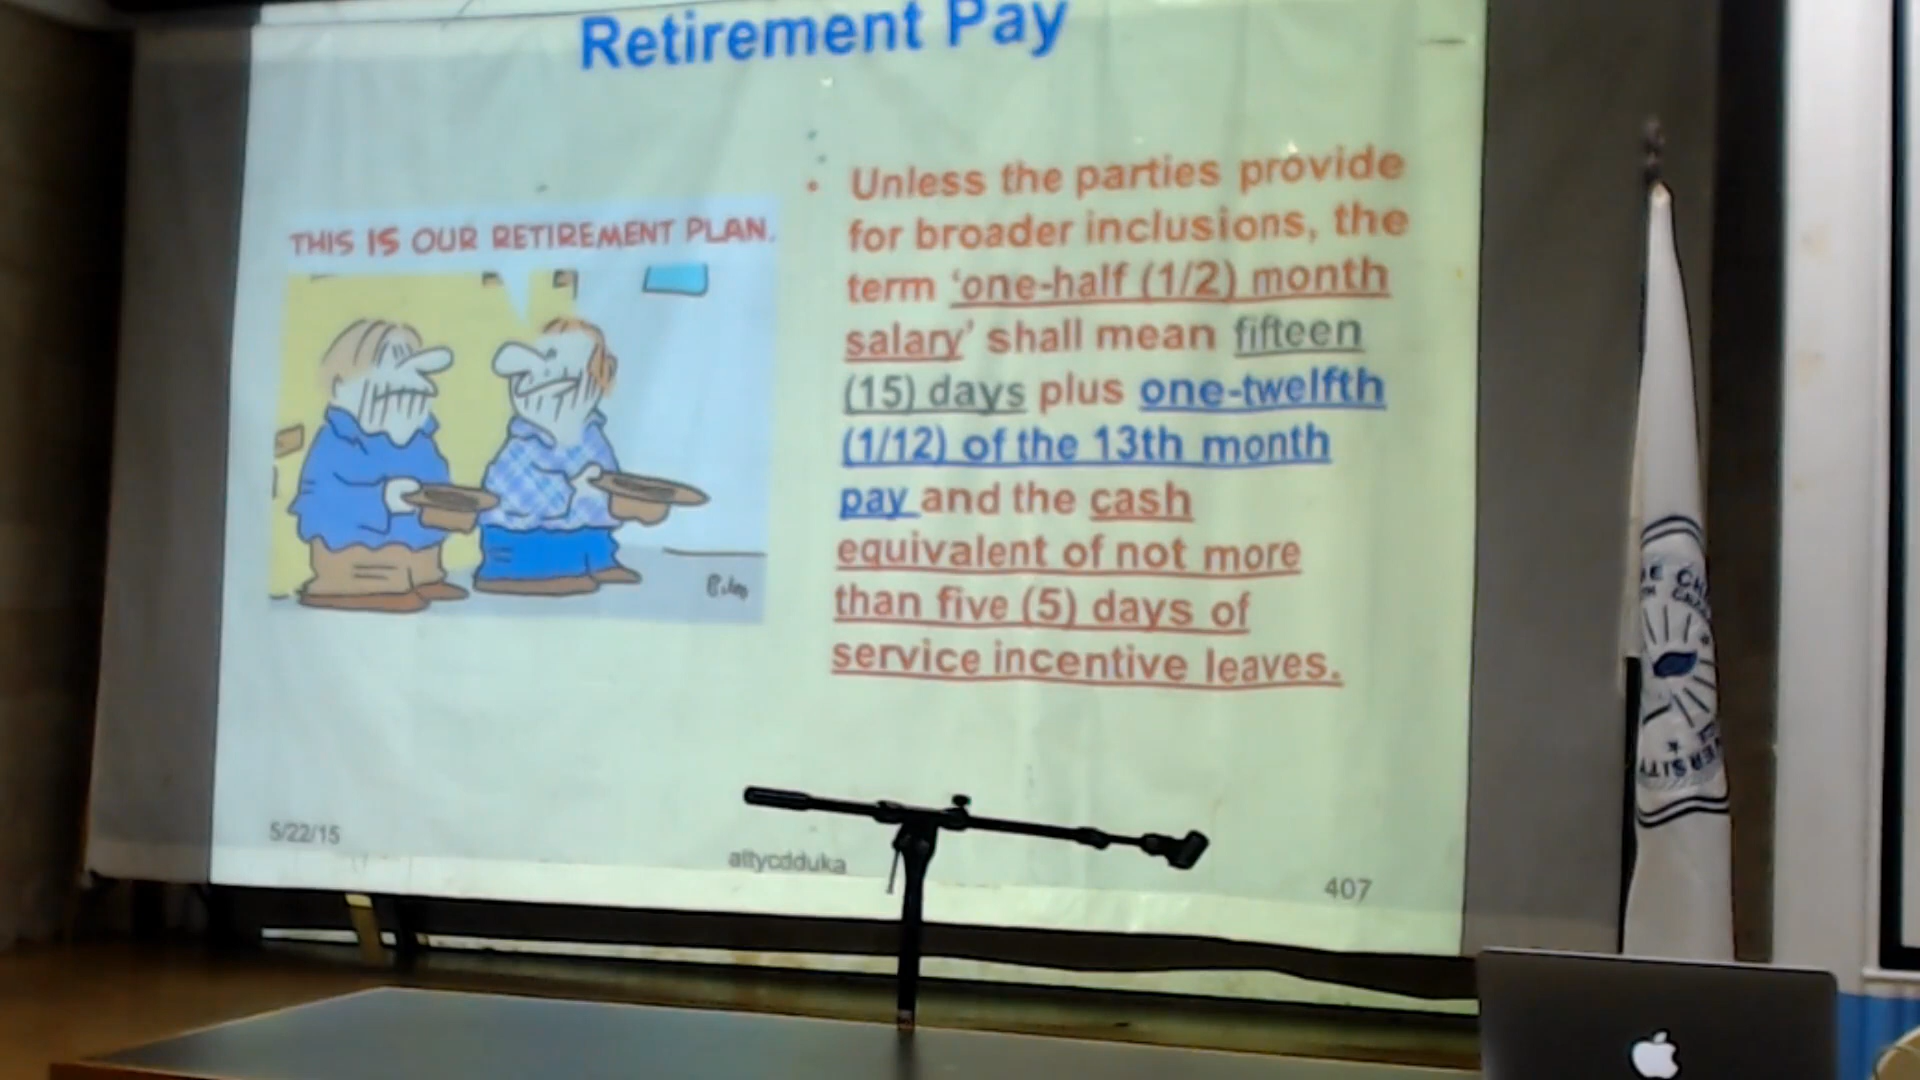 Retirement Pay
THIS IS OUR RETIREMENT PLAN.
• Unless the parties provide
for broader inclusions, the
term ‘one-half (1/2) month
salary’ shall mean fifteen
(15) days plus one-twelfth
(1/12) of the 13th month
pay and the cash
equivalent of not more
than five (5) days of
service incentive leaves.
5/22/15
attycdduka
407